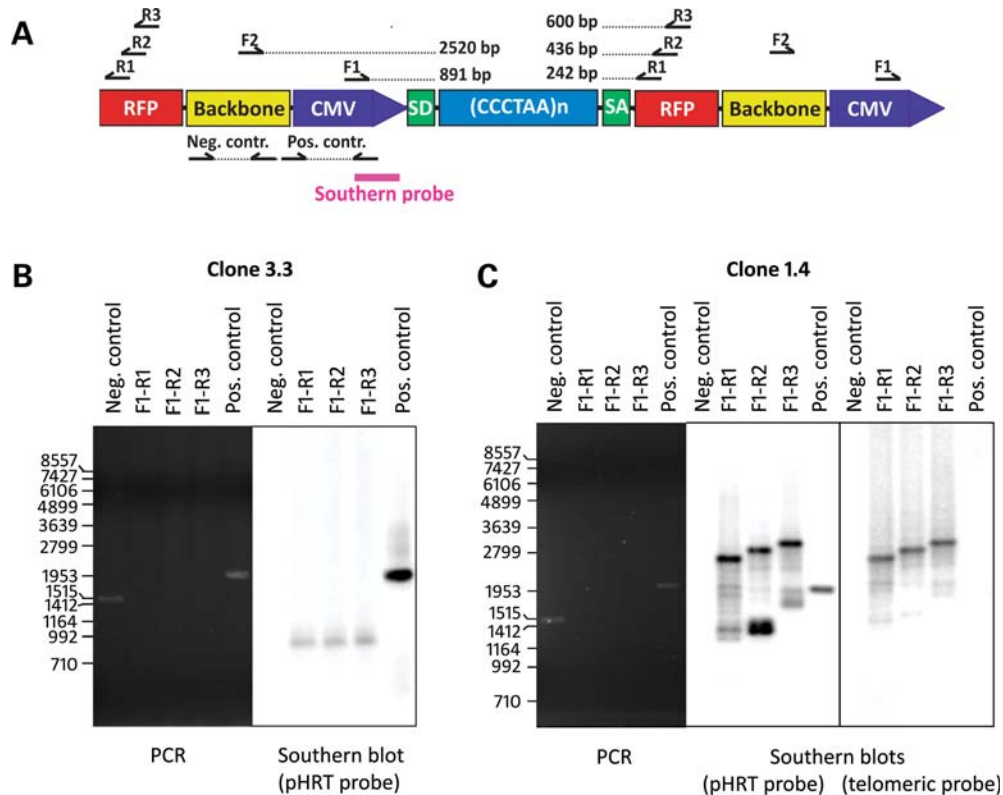 A
R3
R2
R1
F2
F1
2520 bp
891 bp
600 bp
436 bp
242 bp
R3
R2
R1
F2
F1
RFP
Backbone
CMV
SD
(CCCTAA)n
SA
RFP
Backbone
CMV
Neg. contr.
Pos. contr.
Southern probe
B
Clone 3.3
Neg. control
F1-R1
F1-R2
F1-R3
Pos. control
Neg. control
F1-R1
F1-R2
F1-R3
Pos. control
8557
7427
6106
4899
3639
2799
1953
1515
1412
1164
992
710
PCR
Southern blot
(pHRT probe)
C
Clone 1.4
Neg. control
F1-R1
F1-R2
F1-R3
Pos. control
Neg. control
F1-R1
F1-R2
F1-R3
Pos. control
Neg. control
F1-R1
F1-R2
F1-R3
Pos. control
8557
7427
6106
4899
3639
2799
1953
1515
1412
1164
992
710
PCR
Southern blots
(pHRT probe) (telomeric probe)